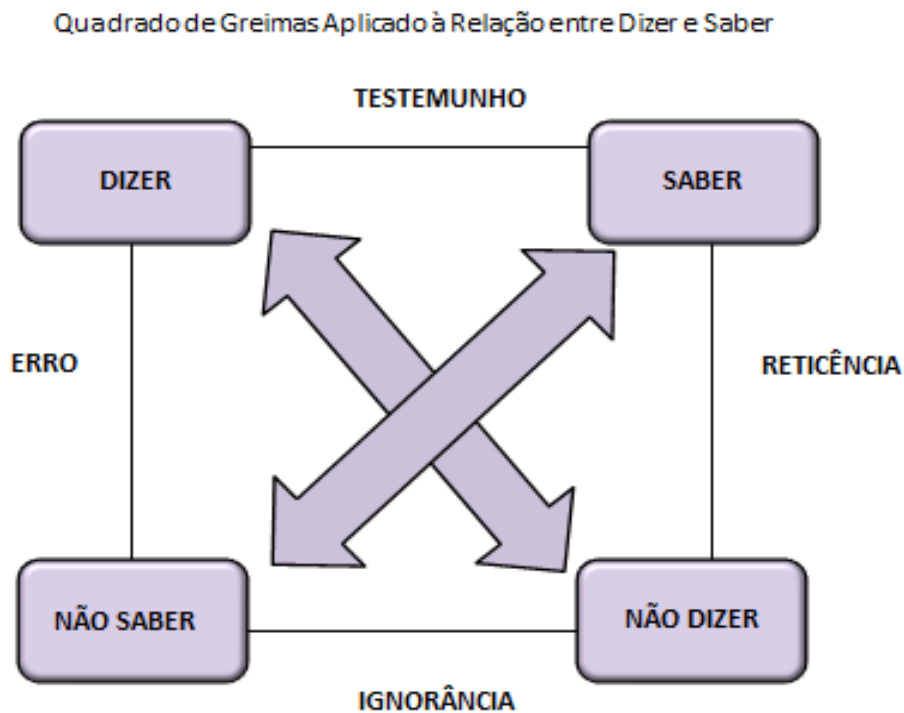 Quadrado de Greimas Aplicado à Relação entre Dizer e Saber
TESTEMUNHO
DIZER
SABER
ERRO
RETICÊNCIA
NÃO SABER
NÃO DIZER
IGNORÂNCIA